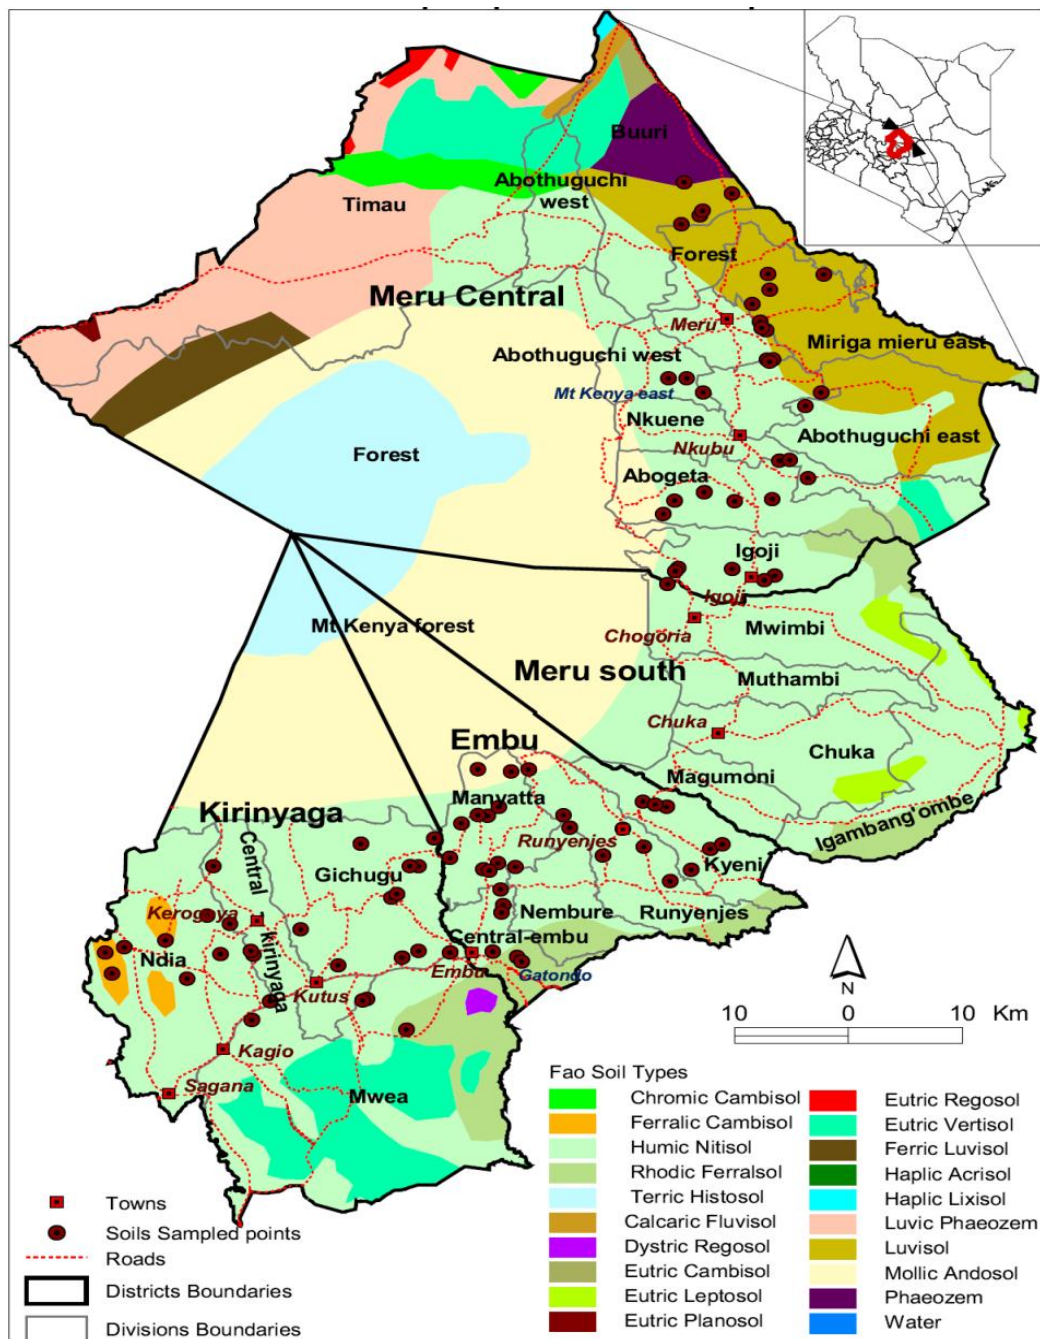 Buuri
Abothuguchi
west
Timau
Forest
Meru Central
Meru
Miriga mieru east
Abothuguchi west
Mt Kenya east
Nkuene
Abothuguchi east
Nkubu
Forest
Abogeta
Igoji
Igoji
Mt Kenya forest
Chogoria
Mwimbi
Meru south
Muthambi
Chuka
Chuka
Embu
Magumoni
Manyatta
Igambang'ombe
Kirinyaga
Runyenjes
Central
Kirinyaga
Gichugu
Kyeni
Kerogoya
Nembure
Runyenjes
Central-embu
Ndia
Embu
Gatondo
Kutus
N
10 0 10 Km
Kagio
Sagana
Mwea
Fao Soil Types
Chromic Cambisol
Ferralic Cambisol
Humic Nitisol
Rhodic Ferralsol
Terric Histosol
Calcaric Fluvisol
Dystric Regosol
Eutric Cambisol
Eutric Leptosol
Eutric Planosol
Eutric Regosol
Eutric Vertisol
Ferric Luvisol
Haplic Acrisol
Haplic Lixisol
Luvic Phaeozem
Luvisol
Mollic Andosol
Phaeozem
Water
Towns
Soils Sampled points
Roads
Districts Boundaries
Divisions Boundaries